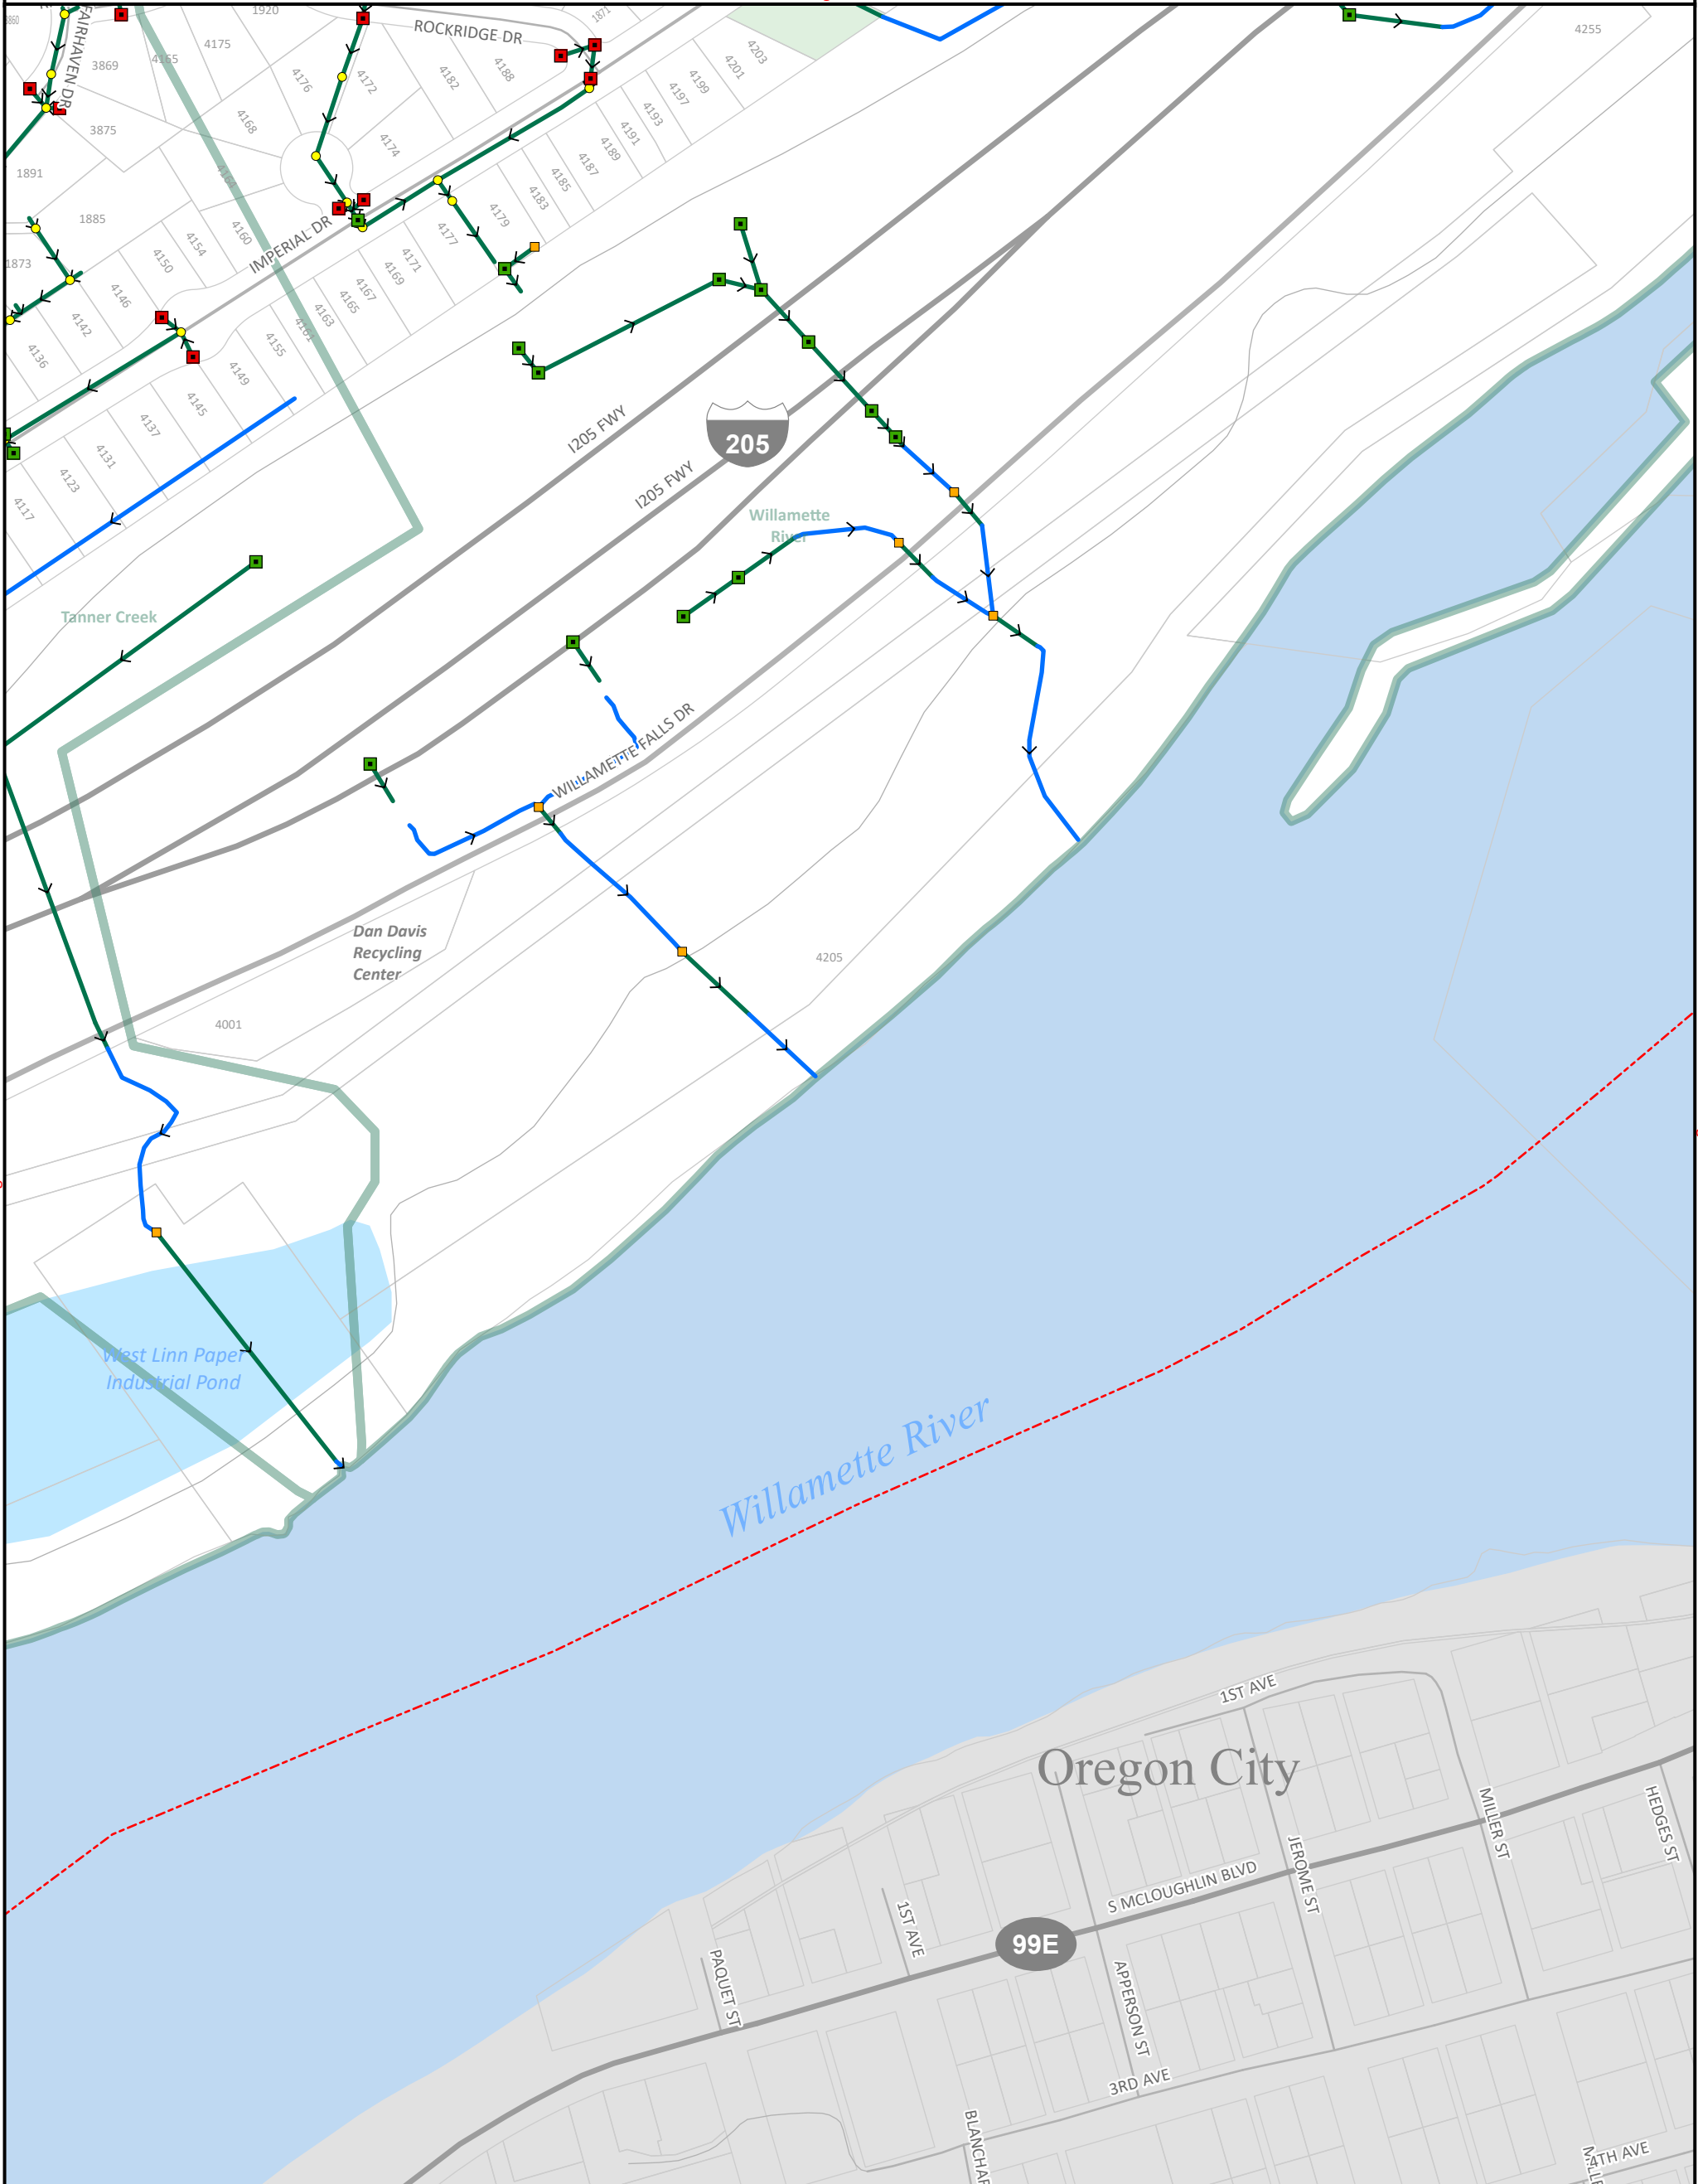 1920
ROCKRIDGE DR
1871
4255
FAIRHAVEN DR
4175
4165
3869
4176
4172
4182
4188
4203
4201
4199
4197
4193
4191
4189
4187
4185
4183
4179
4177
4168
4174
3875
1891
1885
1873
4160
4154
4150
4146
4142
4136
IMPERIAL DR
4171
4169
4167
4165
4163
4161
4155
4149
4145
4137
4131
4123
4117
I205 FWY
205
I205 FWY
Willamette
River
Tanner Creek
WILLAMETTE FALLS DR
Dan Davis
Recycling
Center
4205
4001
West Linn Paper
Industrial Pond
Willamette River
1ST AVE
Oregon City
MILLER ST
HEDGES ST
JEROME ST
S MCLOUGHLIN BLVD
1ST AVE
99E
PAQUET ST
APPERSON ST
3RD AVE
4TH AVE